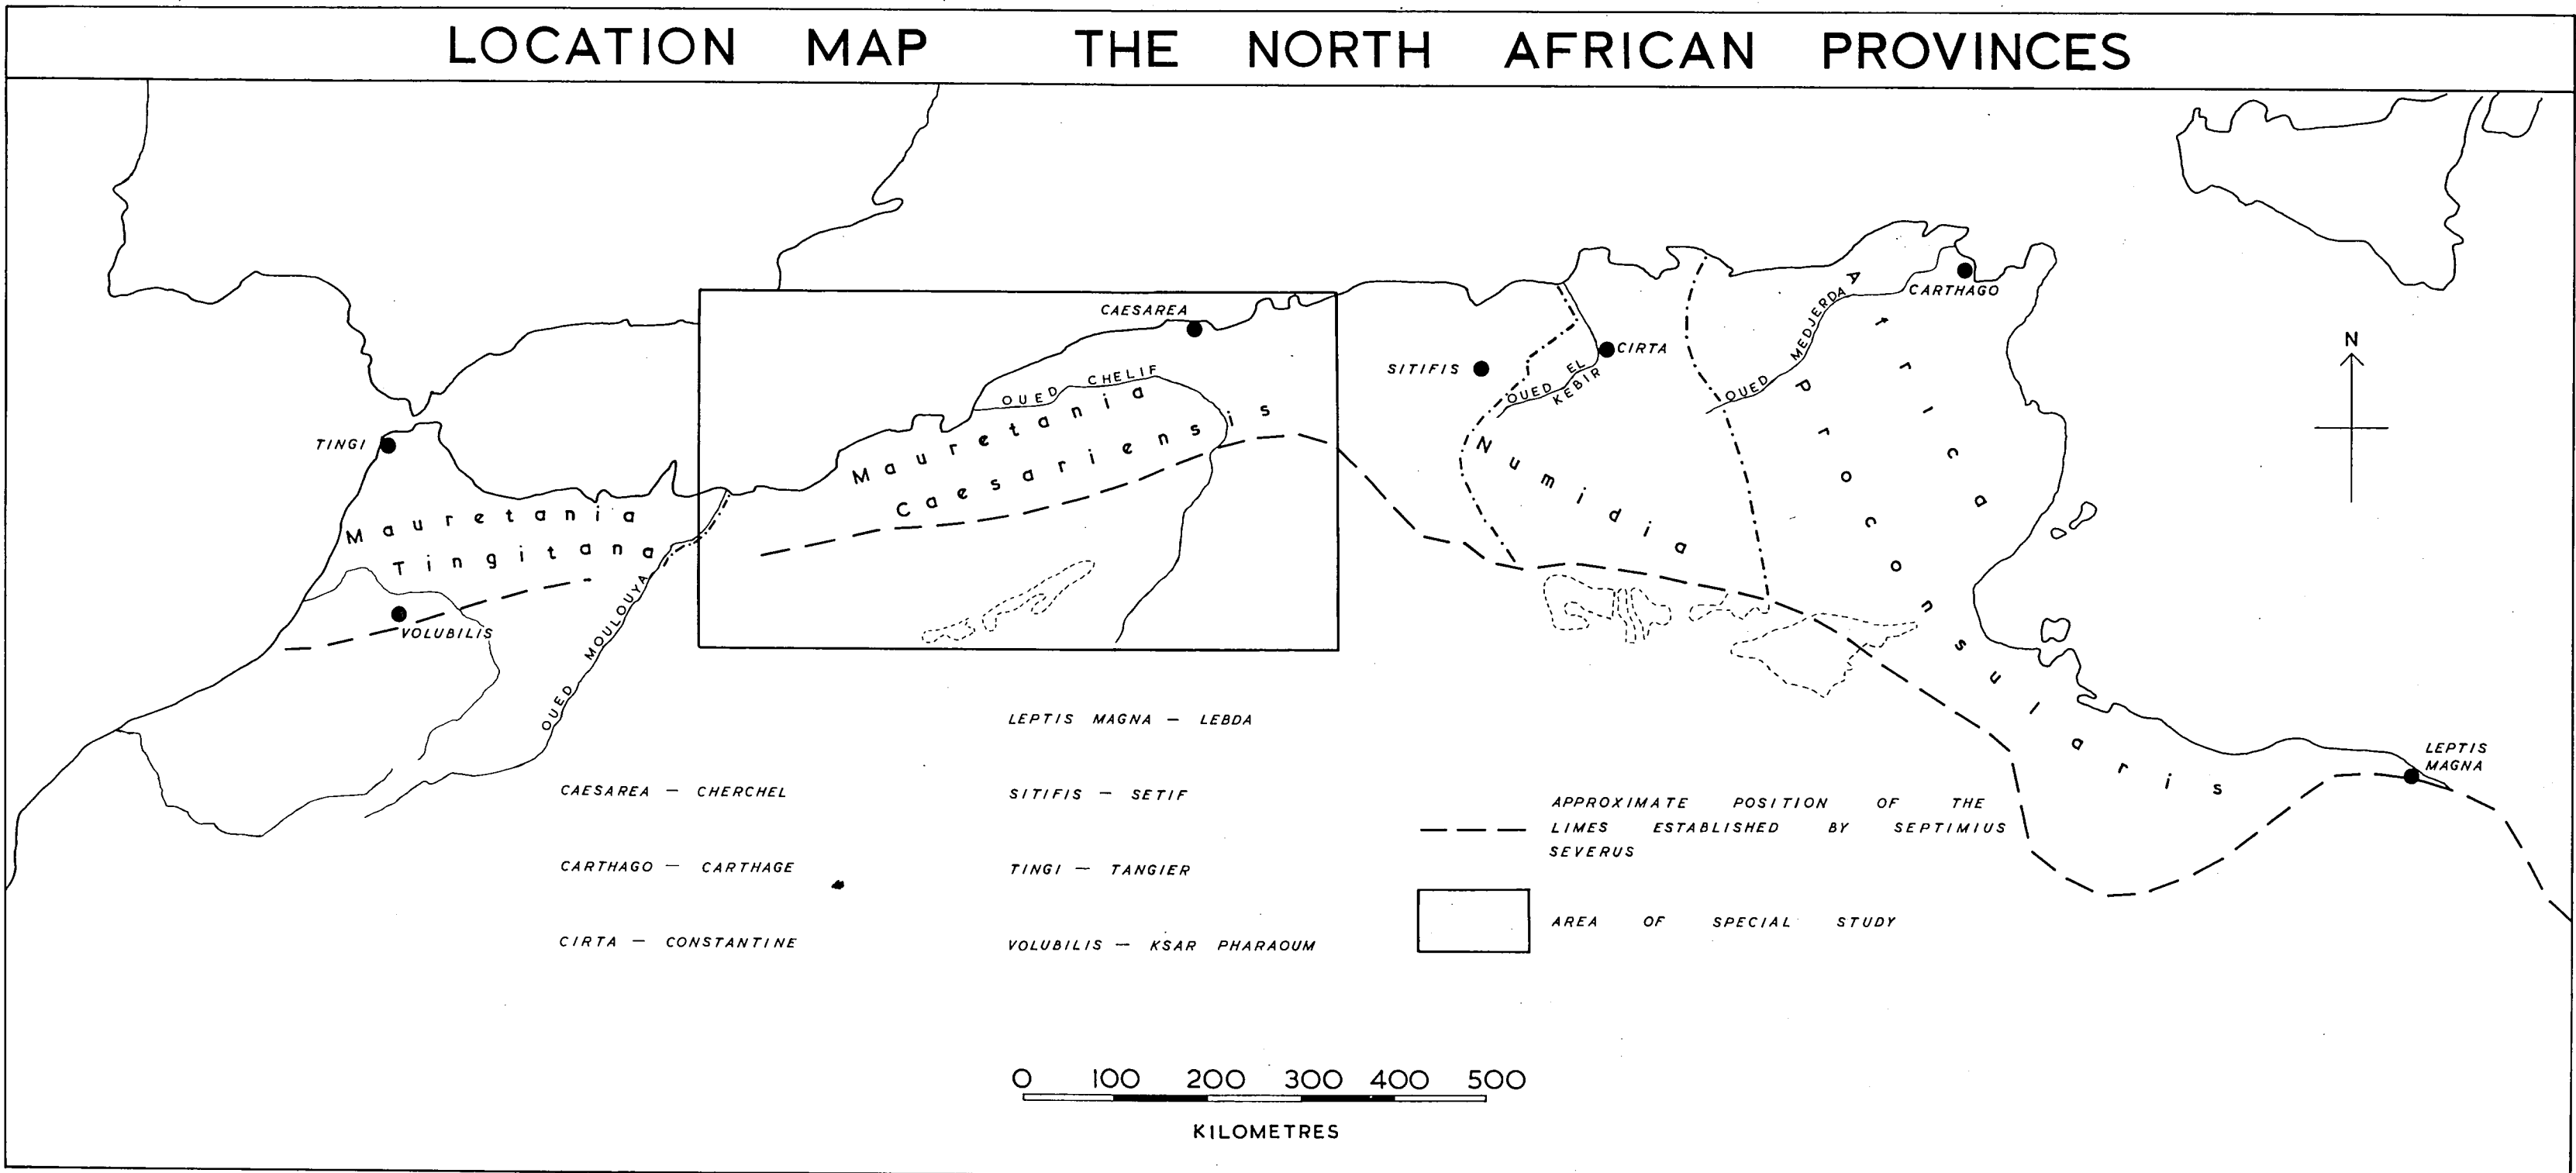 LOCATION MAP THE NORTH AFRICAN PROVINCES
CAESAREA
CARTHAGO
OUED MEDJERDA
CIRTA
SITIFIS
OUED EL
KEBIR
OUED CHELIF
N
TINGI
Mauretania
Caesariensis
Numidia
Africa
Proconsularis
Mauretania
Tingitana
VOLUBILIS
OUED MOULOUYA
LEPTIS
MAGNA
LEPTIS MAGNA — LEBDA
CAESAREA — CHERCHEL
SITIFIS — SETIF
CARTHAGO — CARTHAGE
TINGI — TANGIER
CIRTA — CONSTANTINE
VOLUBILIS — KSAR PHARAOUM
APPROXIMATE POSITION OF THE
LIMES ESTABLISHED BY SEPTIMIUS
SEVERUS
AREA OF SPECIAL STUDY
0 100 200 300 400 500
KILOMETRES